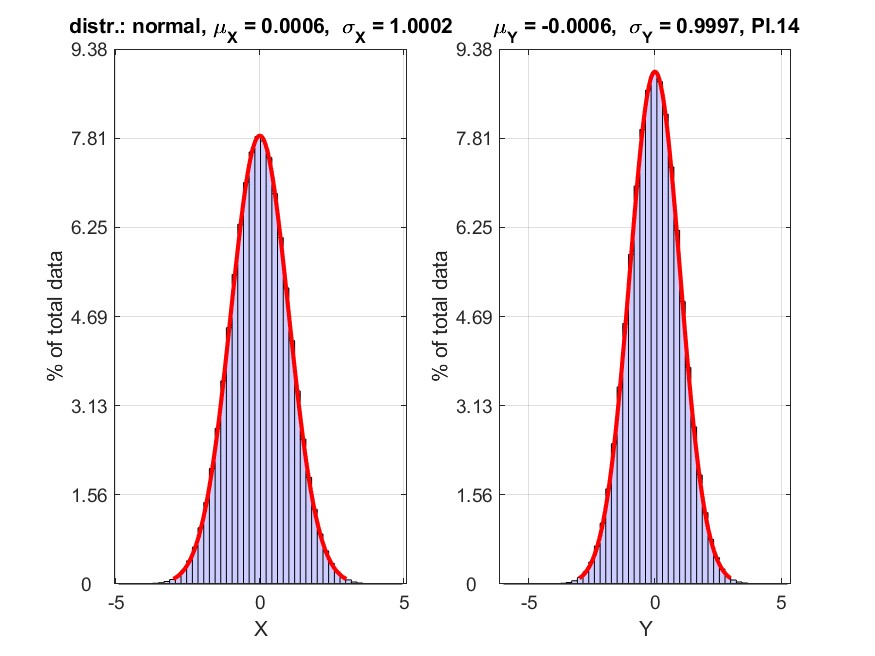 distr.: normal, μX = 0.0006, σX = 1.0002
9.38
7.81
6.25
4.69
3.13
1.56
0
% of total data
-5 0 5
X
μY = -0.0006, σY = 0.9997, Pl.14
9.38
7.81
6.25
4.69
3.13
1.56
0
% of total data
-5 0 5
Y